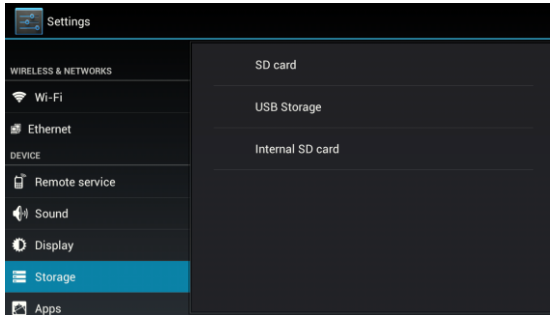 Settings
WIRELESS & NETWORKS
Wi-Fi
Ethernet
DEVICE
Remote service
Sound
Display
Storage
Apps
SD card
USB Storage
Internal SD card